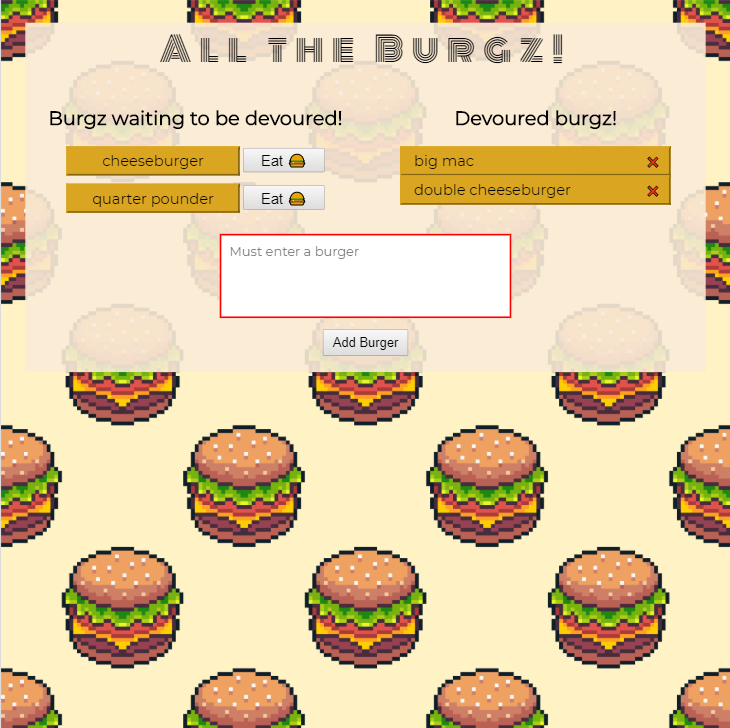 All the Burgz!
Burgz waiting to be devoured!
cheeseburger Eat
quarter pounder Eat
Devoured burgz!
big mac
double cheeseburger
Must enter a burger
Add Burger